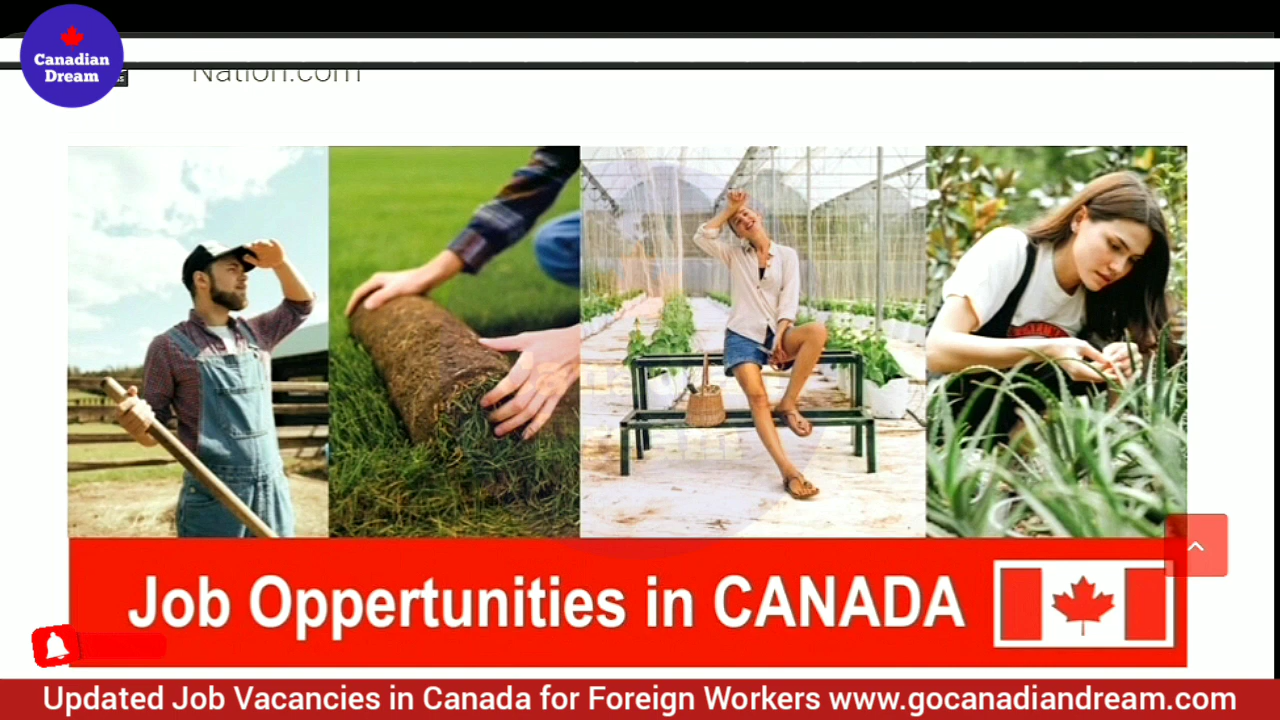 Canadian
Dream
Nation.com
Job Oppertunities in CANADA
Updated Job Vacancies in Canada for Foreign Workers www.gocanadiandream.com